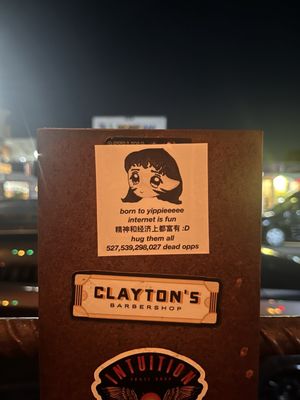 born to yippieeeee
internet is fun
精神和经济上都富有 :D
hug them all
527,539,298,027 dead opps
CLAYTON'S
BARBERSHOP
INTUITION